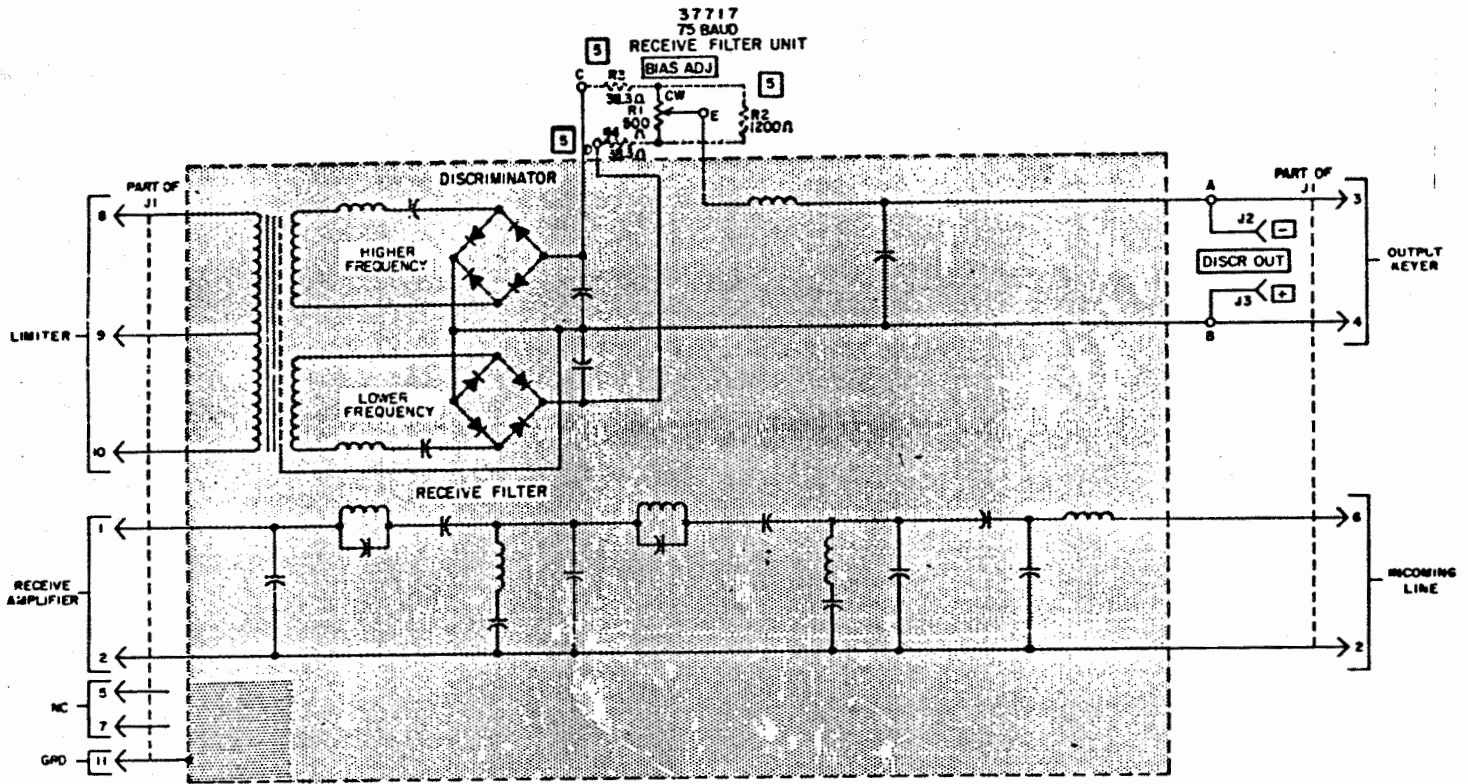 37717
75 BAUD
RECEIVE FILTER UNIT
5
BIAS ADJ
5
C
R3
38.3Ω
CW
R1
500
E
R2
1200Ω
5
D
Ω
DISCRIMINATOR
PART OF
J1
8
HIGHER
FREQUENCY
LIMITER
9
LOWER
FREQUENCY
10
A
PART OF
J1
3
J2
-
DISCR OUT
OUTPUT
KEYER
J3
+
4
B
RECEIVE FILTER
1
RECEIVE
AMPLIFIER
2
6
INCOMING
LINE
2
NC
5
7
GRD
11